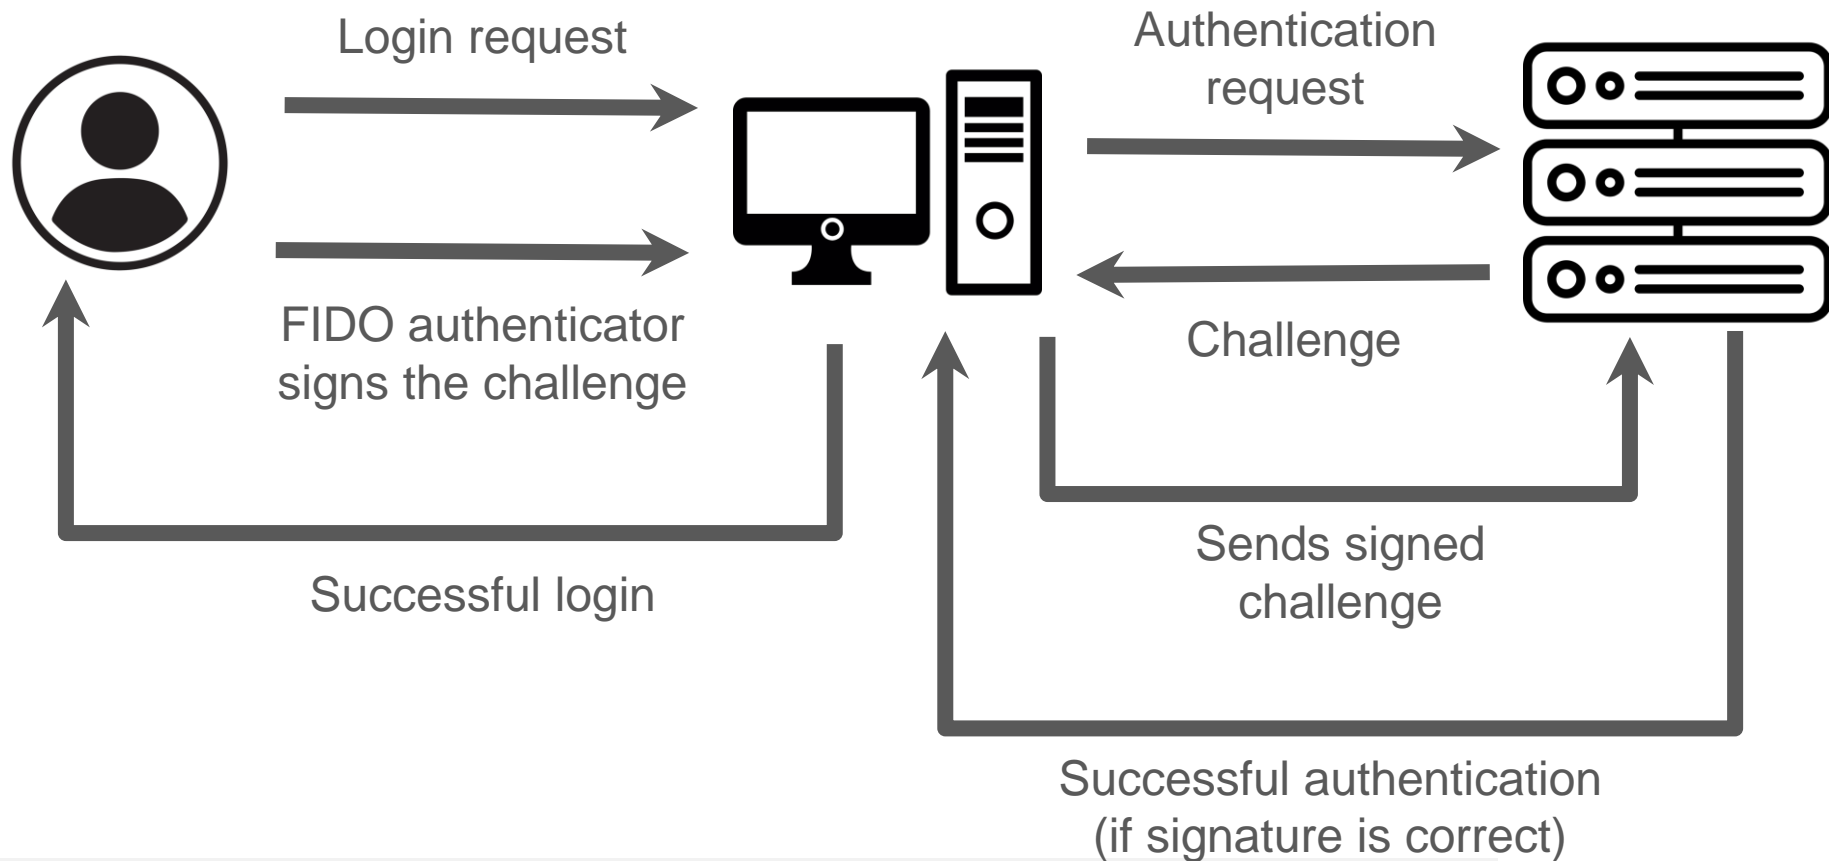 Login request
Authentication
request
FIDO authenticator
signs the challenge
Challenge
Successful login
Sends signed
challenge
Successful authentication
(if signature is correct)